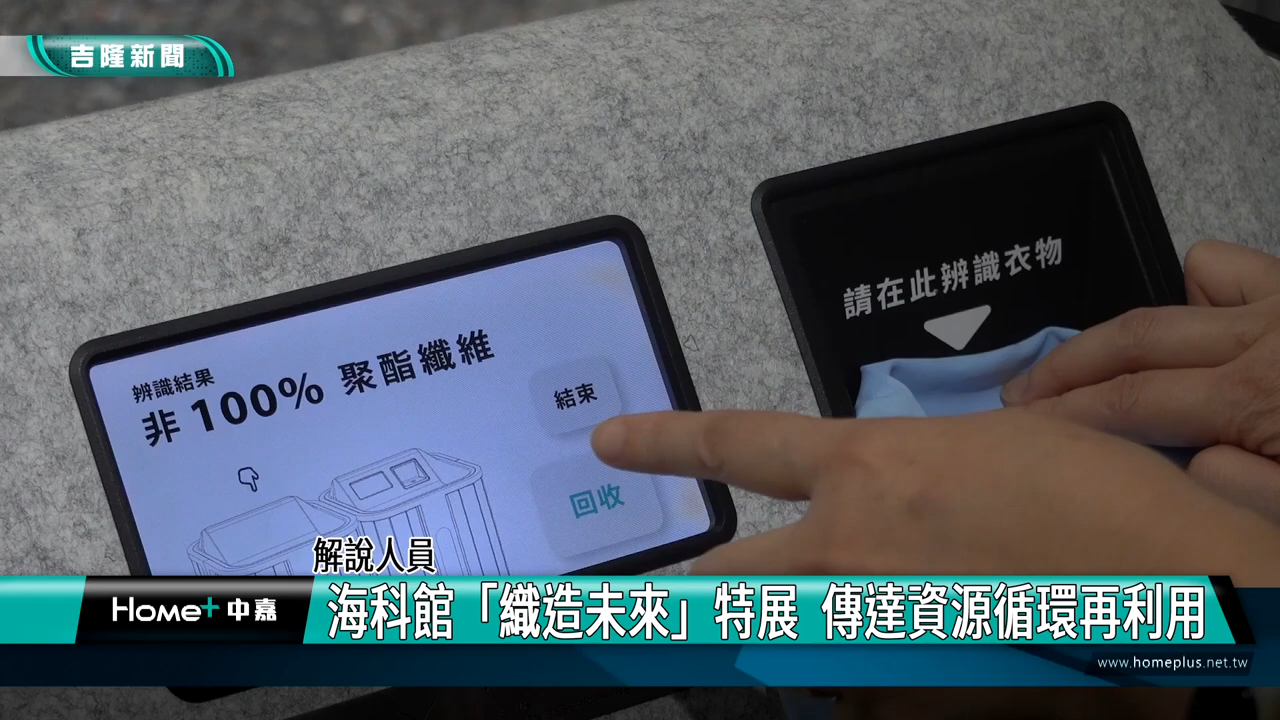 吉隆新聞
請在此辨識衣物
辨識結果
非 100% 聚酯纖維
結束
回收
解說人員
Home+ 中嘉
海科館「織造未來」特展 傳達資源循環再利用
www.homeplus.net.tw